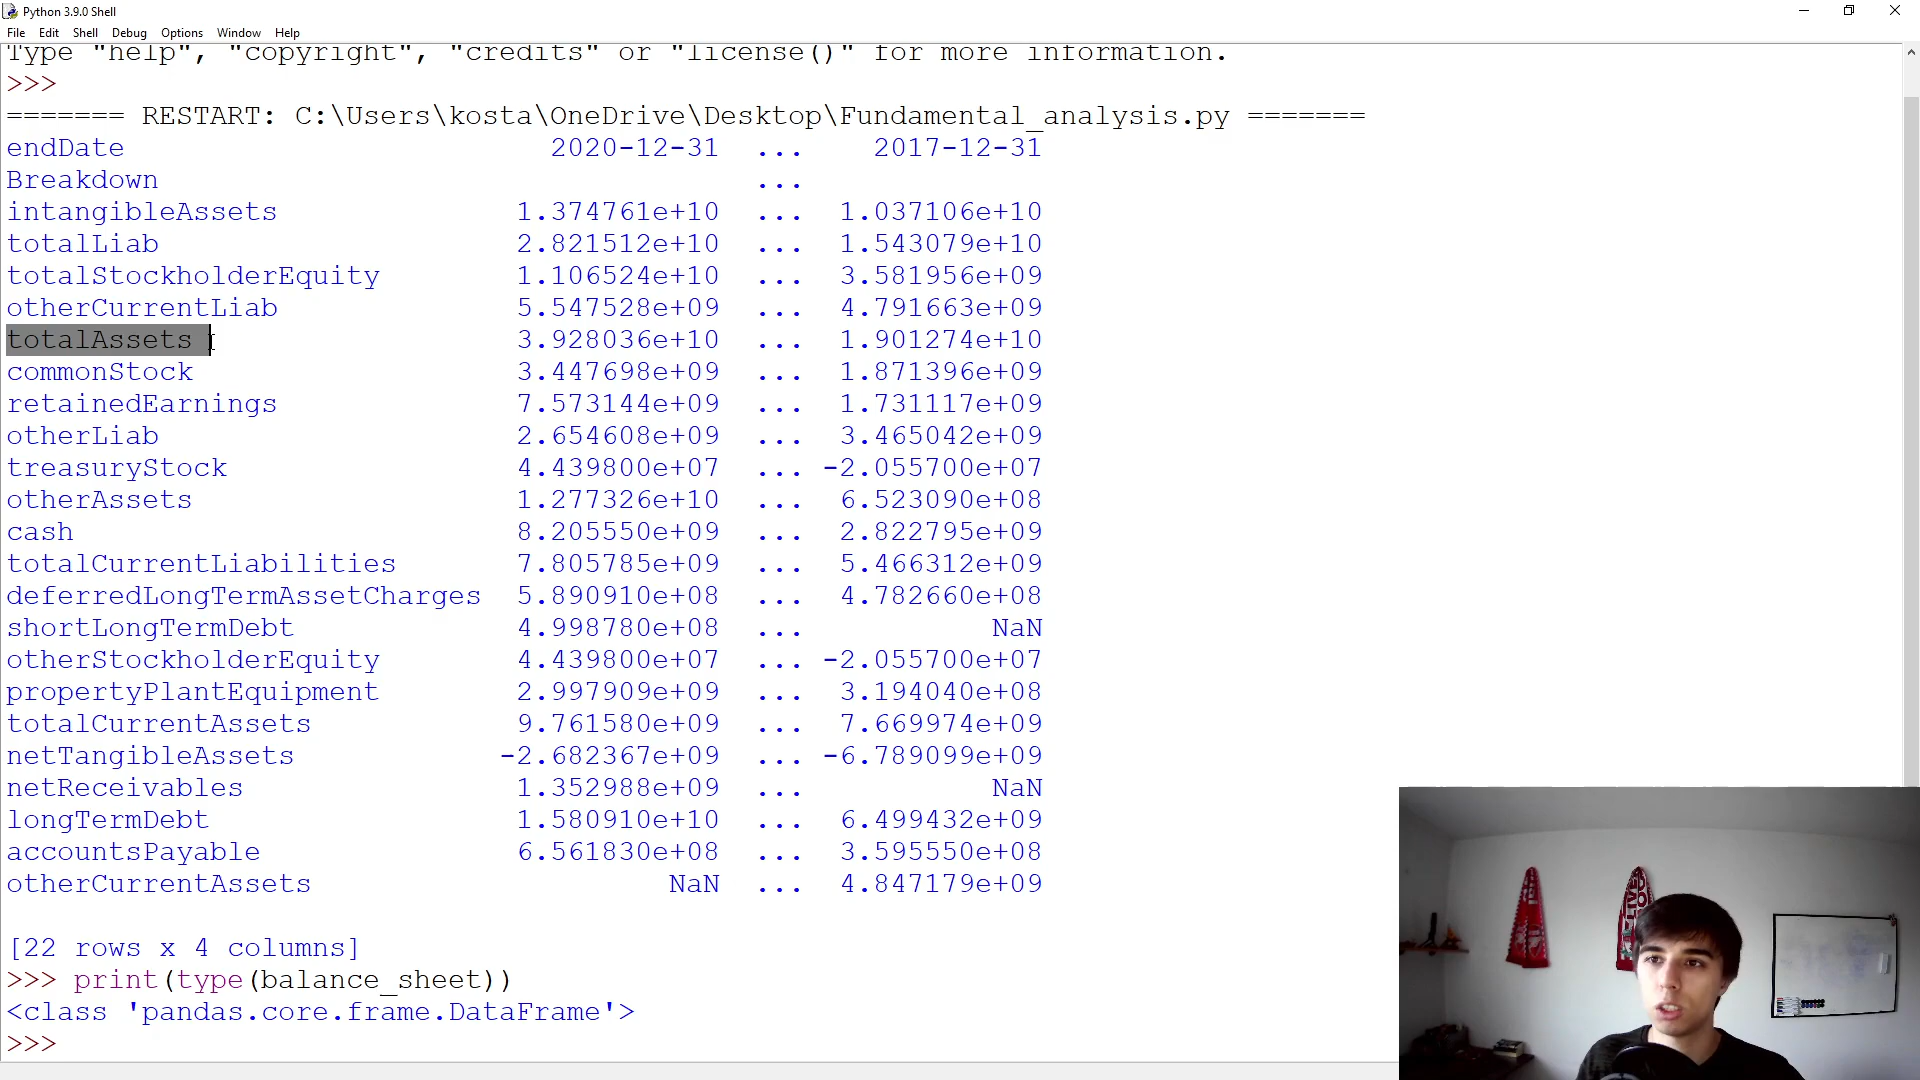 Python 3.9.0 Shell
File Edit Shell Debug Options Window Help
Type "help", "copyright", "credits" or "license()" for more information.
>>>
======= RESTART: C:\Users\kosta\OneDrive\Desktop\Fundamental_analysis.py =======
endDate 2020-12-31 ... 2017-12-31
Breakdown ...
intangibleAssets 1.374761e+10 ... 1.037106e+10
totalLiab 2.821512e+10 ... 1.543079e+10
totalStockholderEquity 1.106524e+10 ... 3.581956e+09
otherCurrentLiab 5.547528e+09 ... 4.791663e+09
totalAssets 3.928036e+10 ... 1.901274e+10
commonStock 3.447698e+09 ... 1.871396e+09
retainedEarnings 7.573144e+09 ... 1.731117e+09
otherLiab 2.654608e+09 ... 3.465042e+09
treasuryStock 4.439800e+07 ... -2.055700e+07
otherAssets 1.277326e+10 ... 6.523090e+08
cash 8.205550e+09 ... 2.822795e+09
totalCurrentLiabilities 7.805785e+09 ... 5.466312e+09
deferredLongTermAssetCharges 5.890910e+08 ... 4.782660e+08
shortLongTermDebt 4.998780e+08 ... NaN
otherStockholderEquity 4.439800e+07 ... -2.055700e+07
propertyPlantEquipment 2.997909e+09 ... 3.194040e+08
totalCurrentAssets 9.761580e+09 ... 7.669974e+09
netTangibleAssets -2.682367e+09 ... -6.789099e+09
netReceivables 1.352988e+09 ... NaN
longTermDebt 1.580910e+10 ... 6.499432e+09
accountsPayable 6.561830e+08 ... 3.595550e+08
otherCurrentAssets NaN ... 4.847179e+09
[22 rows x 4 columns]
>>> print(type(balance_sheet))
<class 'pandas.core.frame.DataFrame'>
>>>